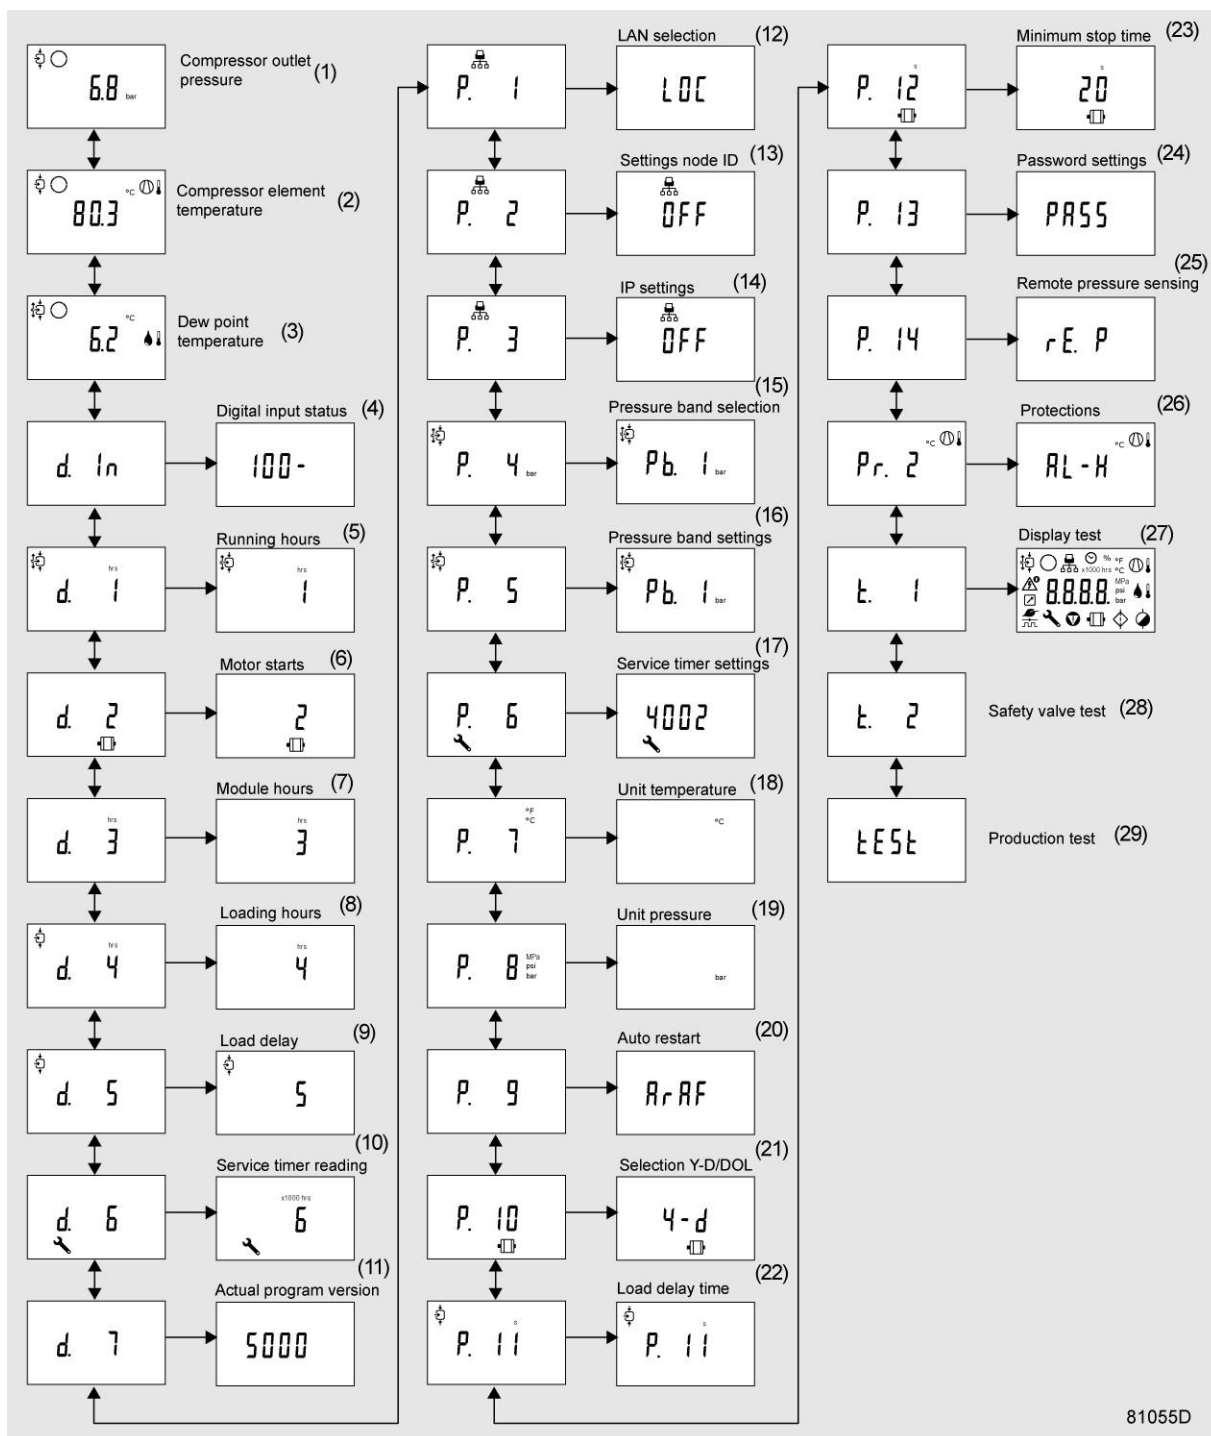 Compressor outlet
pressure
(1)
6.8 bar
Compressor element
temperature
(2)
°C
80.3
Dew point
temperature
(3)
°C
6.2
d. In
Digital input status (4)
100-
hrs
d. 1
Running hours (5)
hrs
1
d. 2
Motor starts (6)
2
hrs
d. 3
Module hours (7)
hrs
3
hrs
d. 4
Loading hours (8)
hrs
4
d. 5
Load delay (9)
5
d. 6
(10)
Service timer reading
x1000 hrs
6
d. 7
(11)
Actual program version
5000
P. 1
LAN selection (12)
LOC
P. 2
Settings node ID (13)
OFF
P. 3
IP settings (14)
OFF
P. 4 bar
(15)
Pressure band selection
Pb. 1 bar
P. 5
(16)
Pressure band settings
Pb. 1 bar
P. 6
(17)
Service timer settings
4002
°F
°C
P. 7
Unit temperature (18)
°C
P. 8
MPa
psi
bar
Unit pressure (19)
bar
P. 9
Auto restart (20)
ArAF
P. 10
(21)
Selection Y-D/DOL
Y-d
s
P. 11
(22)
Load delay time
s
P. 11
s
P. 12
Minimum stop time (23)
s
20
P. 13
Password settings (24)
PASS
P. 14
(25)
Remote pressure sensing
rE. P
°C
Pr. 2
Protections (26)
°C
AL-H
t. 1
Display test (27)
% °F
x1000 hrs °C
8.8.8.8.
MPa
psi
bar
t. 2
Safety valve test (28)
tESt
Production test (29)
81055D